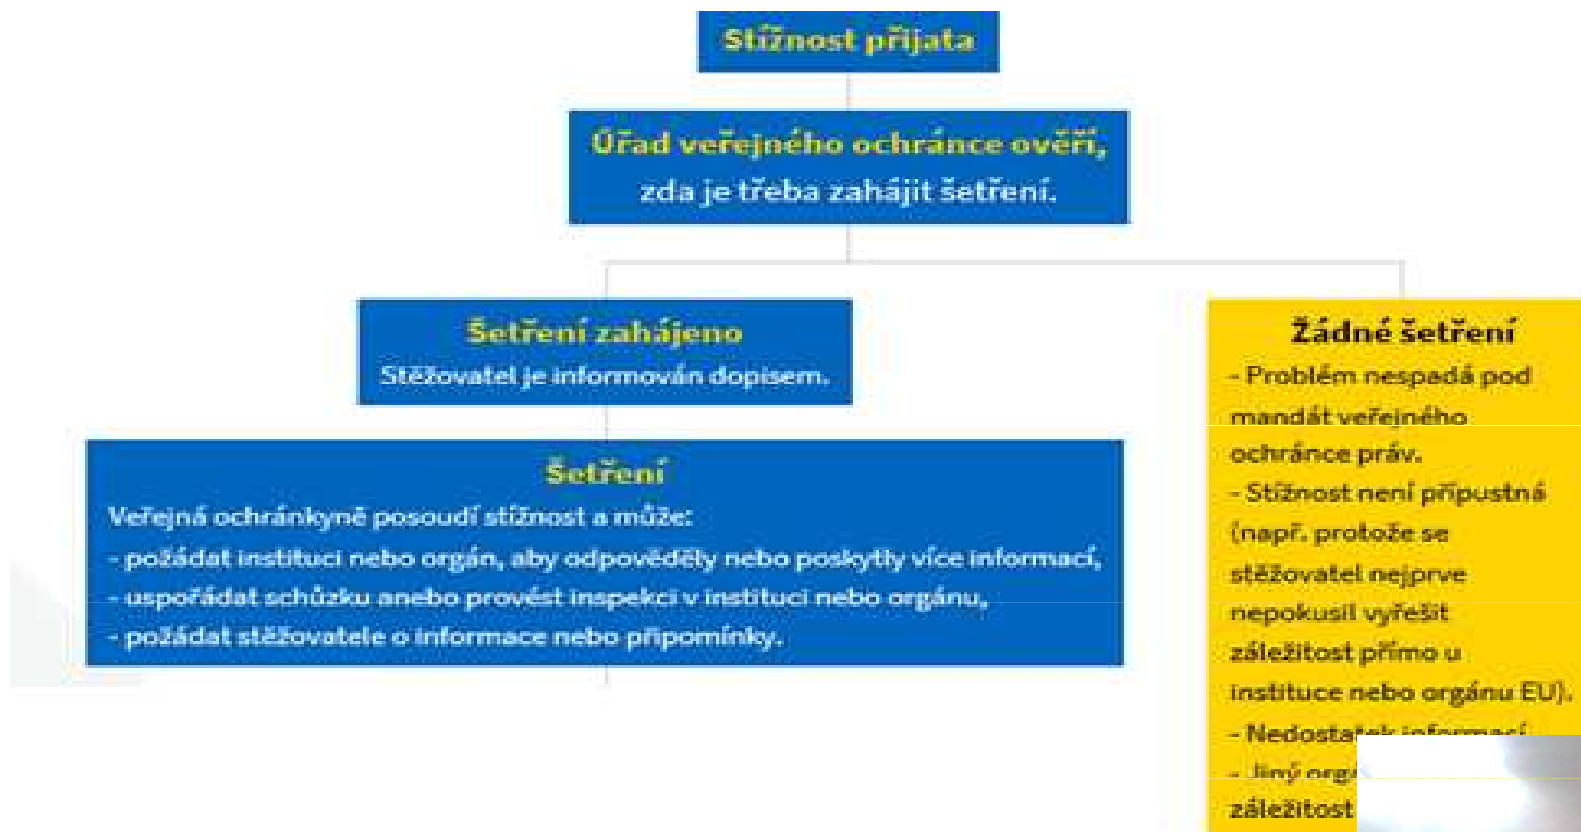 Stížnost přijata
Úřad veřejného ochránce ověří,
zda je třeba zahájit šetření.
Šetření zahájeno
Stěžovatel je informován dopisem.
Šetření
Veřejná ochránkyně posoudí stížnost a může:
- požádat instituci nebo orgán, aby odpověděly nebo poskytly více informací,
- uspořádat schůzku anebo provést inspekci v instituci nebo orgánu,
- požádat stěžovatele o informace nebo připomínky.
Žádné šetření
- Problém nespadá pod
mandát veřejného
ochránce práv.
- Stížnost není přípustná
(např. protože se
stěžovatel nejprve
nepokusil vyřešit
záležitost přímo u
instituce nebo orgánu EU).
- Nedostatek informací
- Jiný
záležitost